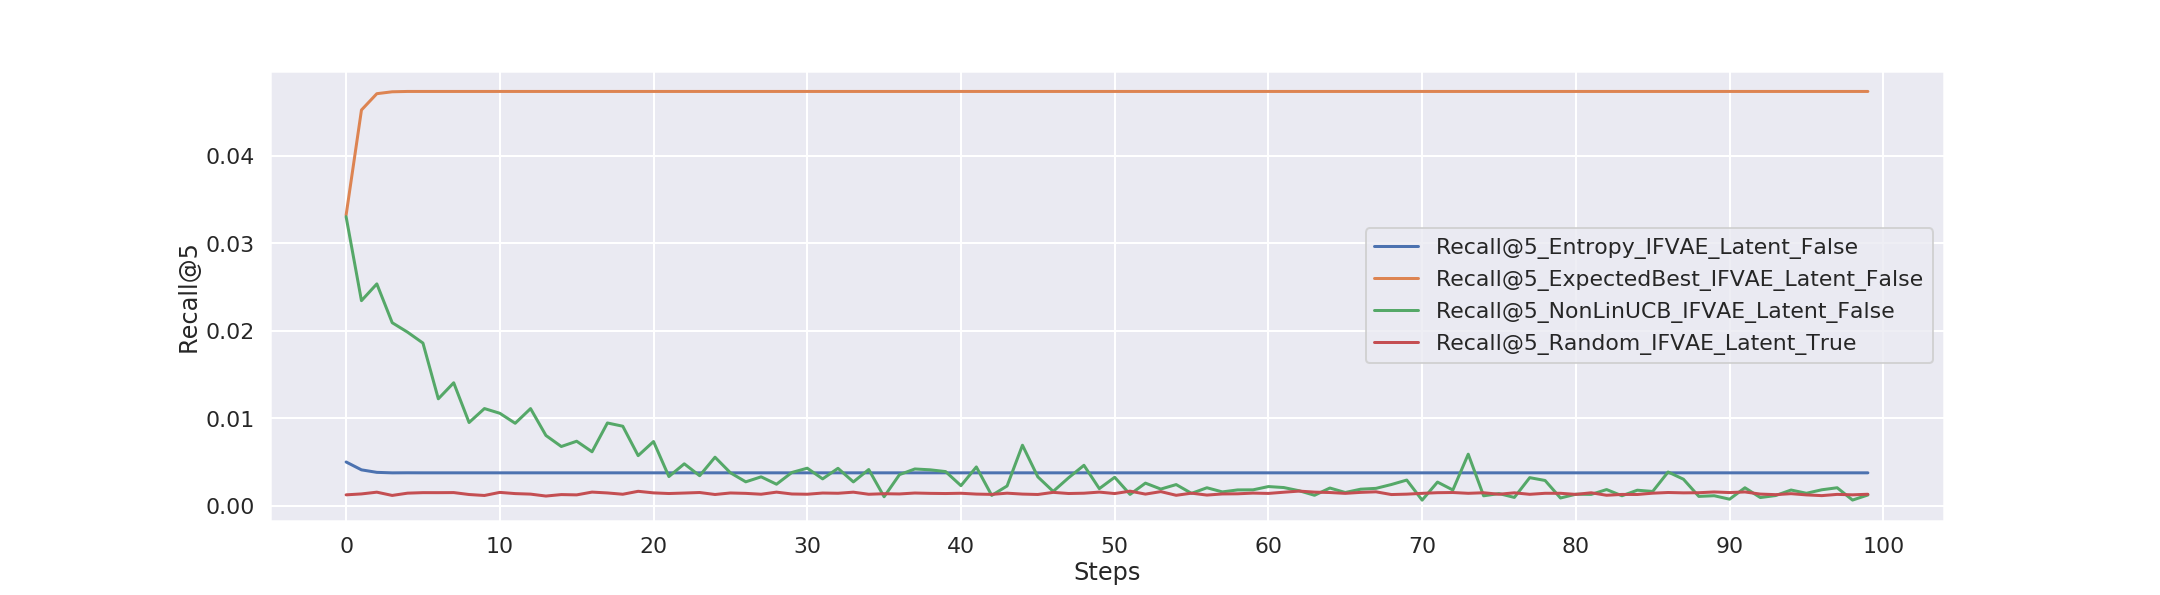 Recall@5
0.04
0.03
0.02
0.01
0.00
Recall@5_Entropy_IFVAE_Latent_False
Recall@5_ExpectedBest_IFVAE_Latent_False
Recall@5_NonLinUCB_IFVAE_Latent_False
Recall@5_Random_IFVAE_Latent_True
0 10 20 30 40 50 60 70 80 90 100
Steps